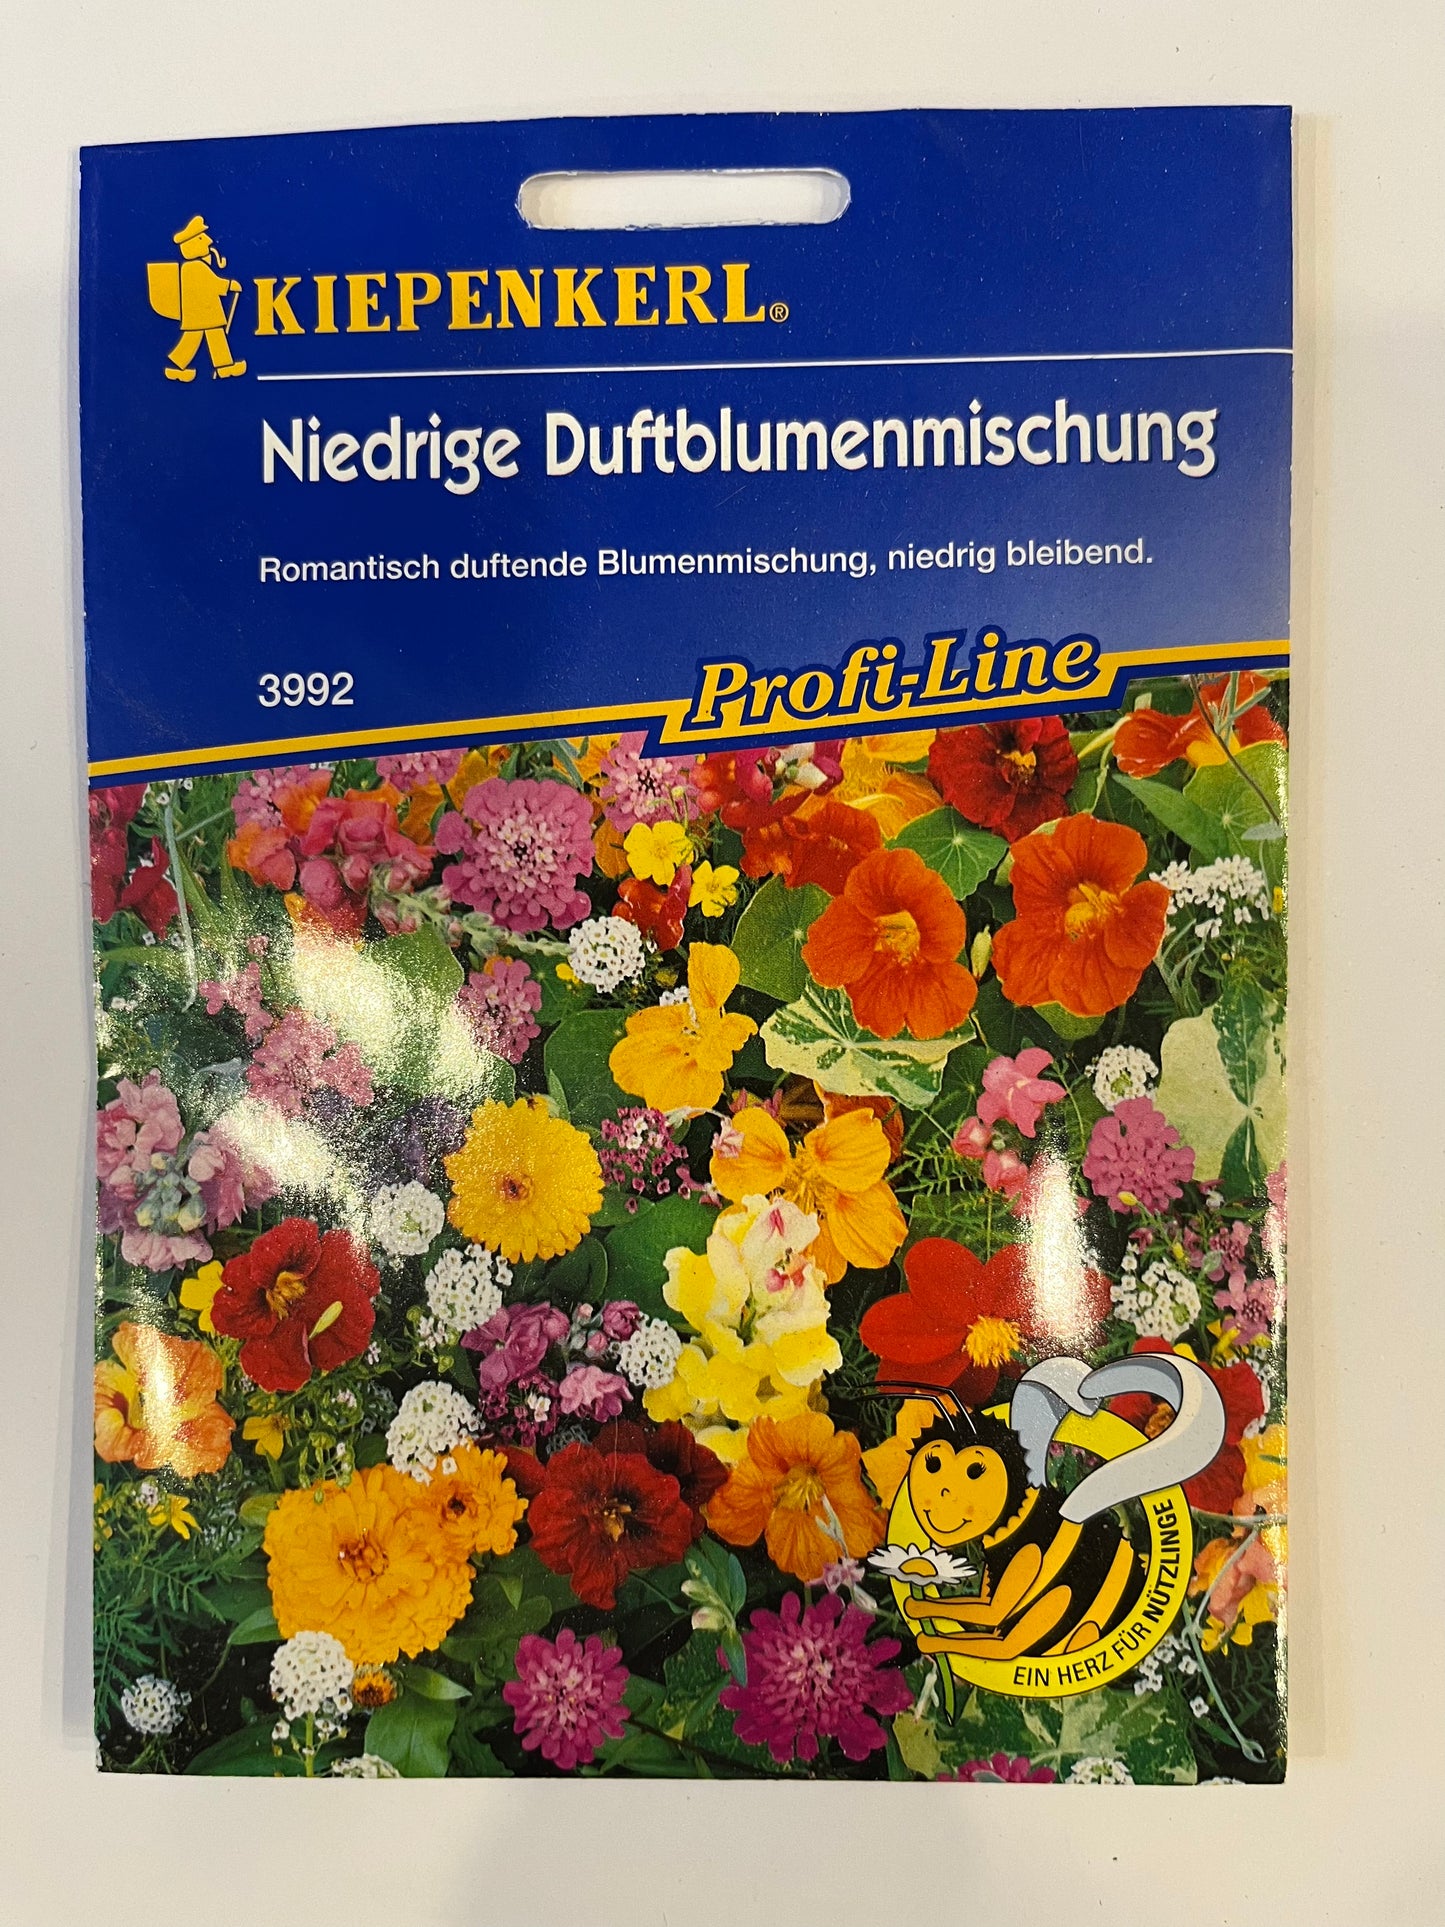 KIEPENKERL®
Niedrige Duftblumenmischung
Romantisch duftende Blumenmischung, niedrig bleibend.
3992
Profi-Line
EIN HERZ FÜR NÜTZLINGE